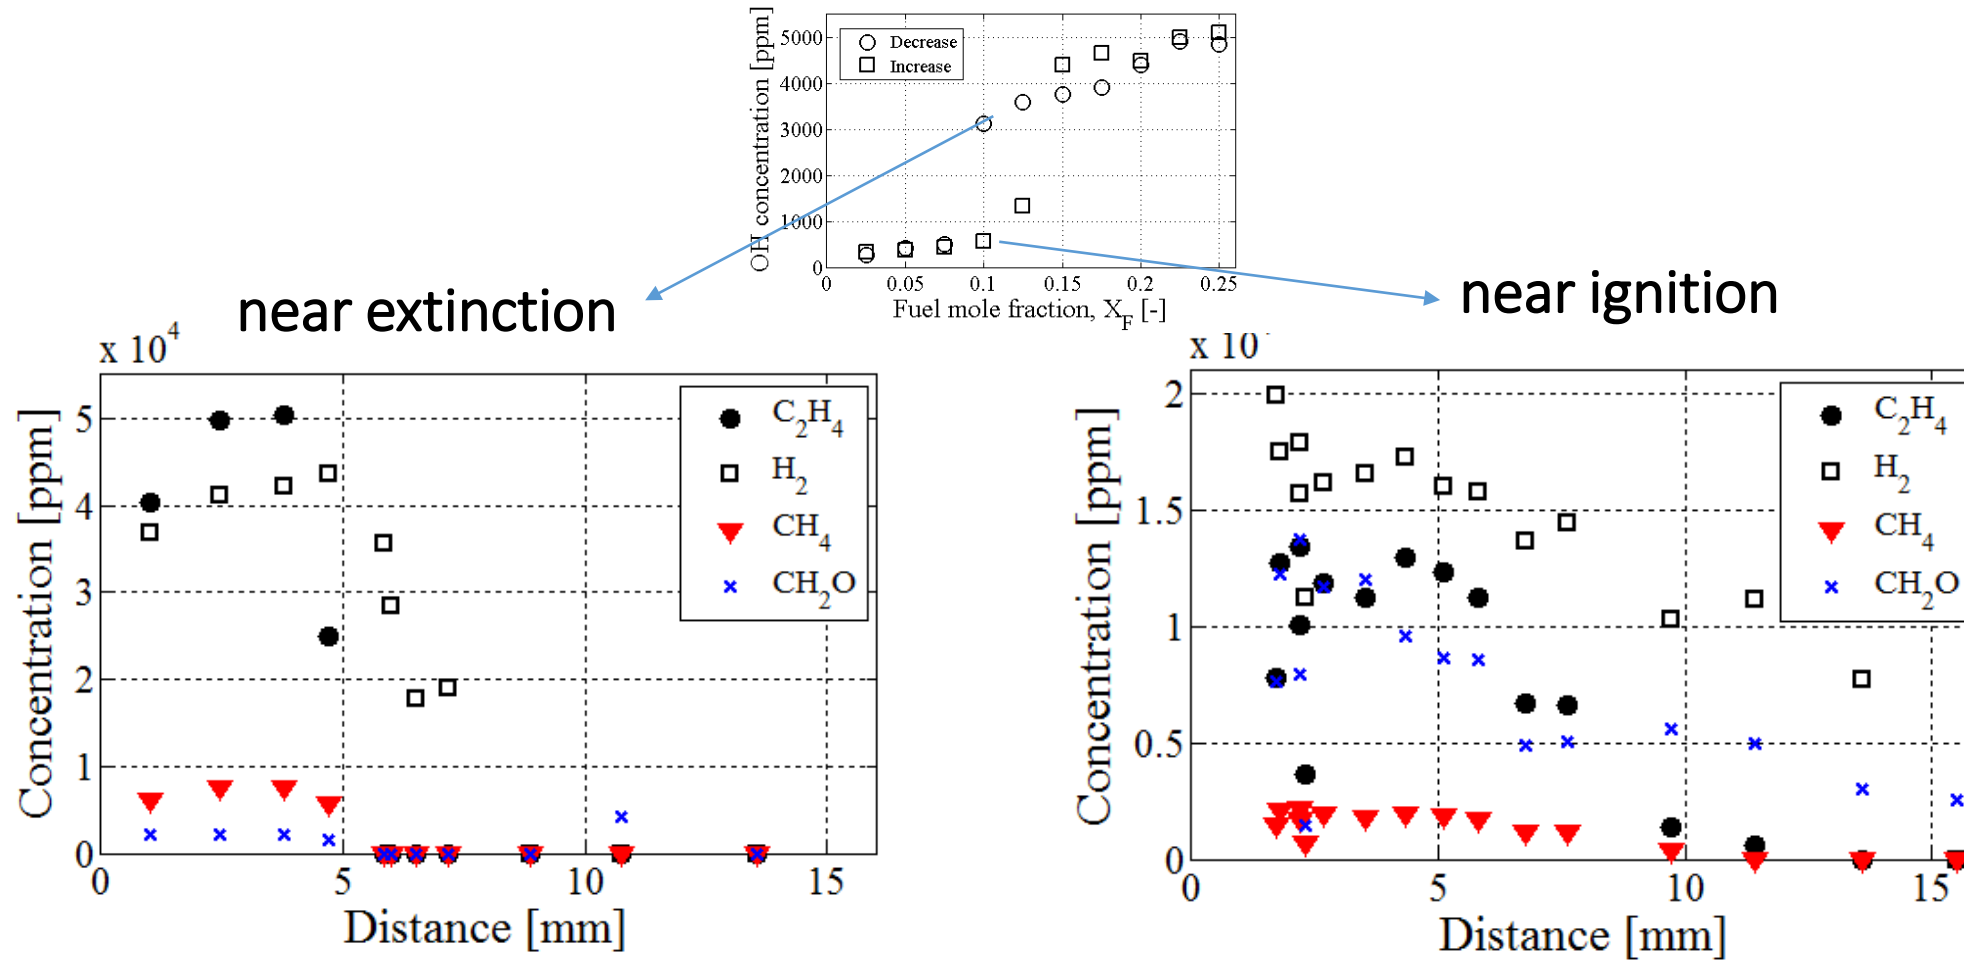 OH concentration [ppm]
5000
4000
3000
2000
1000
0
Decrease
Increase
0 0.05 0.1 0.15 0.2 0.25
Fuel mole fraction, X_F [-]
near extinction
near ignition
x 10^4
Concentration [ppm]
5
4
3
2
1
0
C_2H_4
H_2
CH_4
CH_2O
0 5 10 15
Distance [mm]
x 10
Concentration [ppm]
2
1.5
1
0.5
0
C_2H_4
H_2
CH_4
CH_2O
0 5 10 15
Distance [mm]